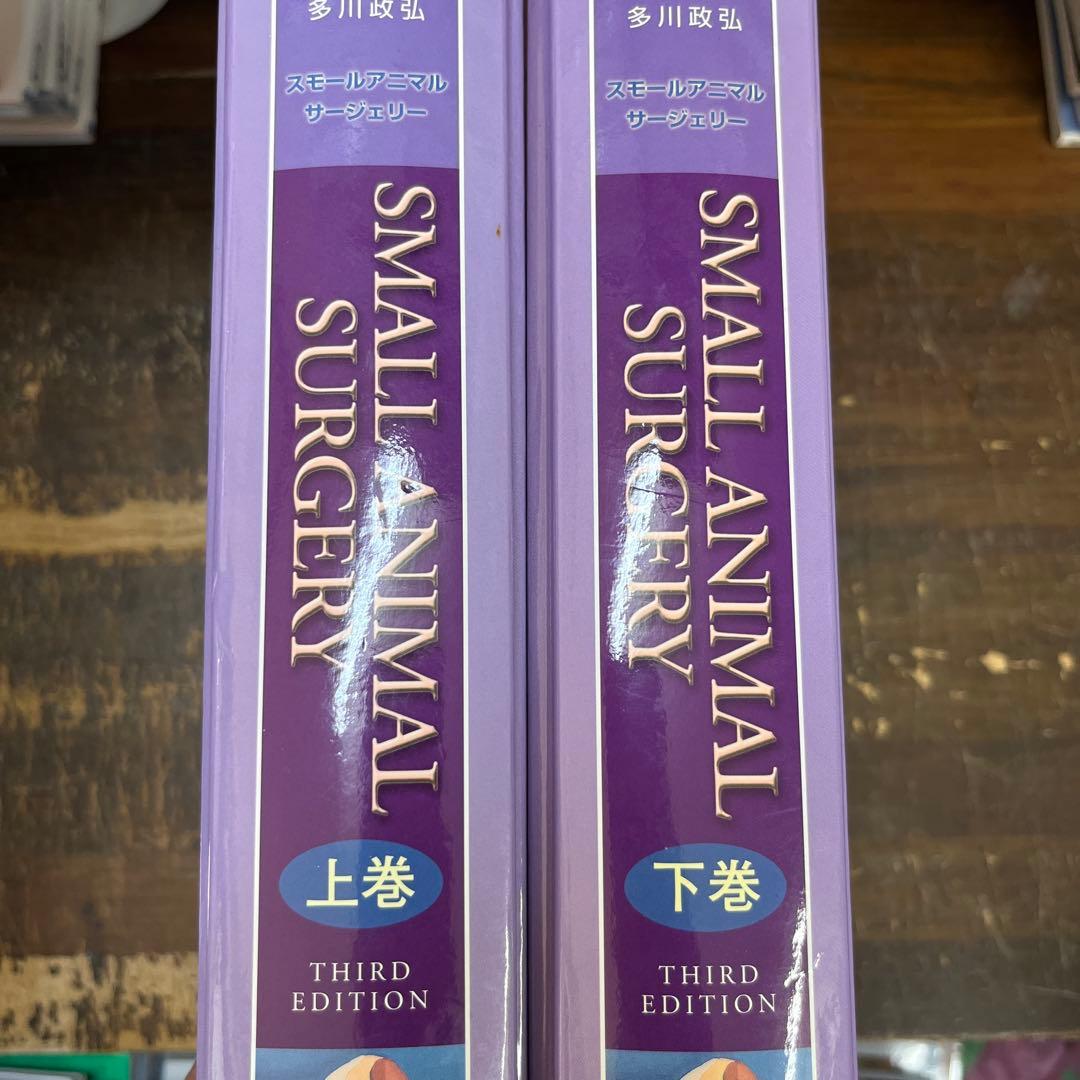 多川政弘
スモールアニマル
サージェリー
SMALL ANIMAL
SURGERY
上巻
THIRD
EDITION
多川政弘
スモールアニマル
サージェリー
SMALL ANIMAL
SURGERY
下巻
THIRD
EDITION